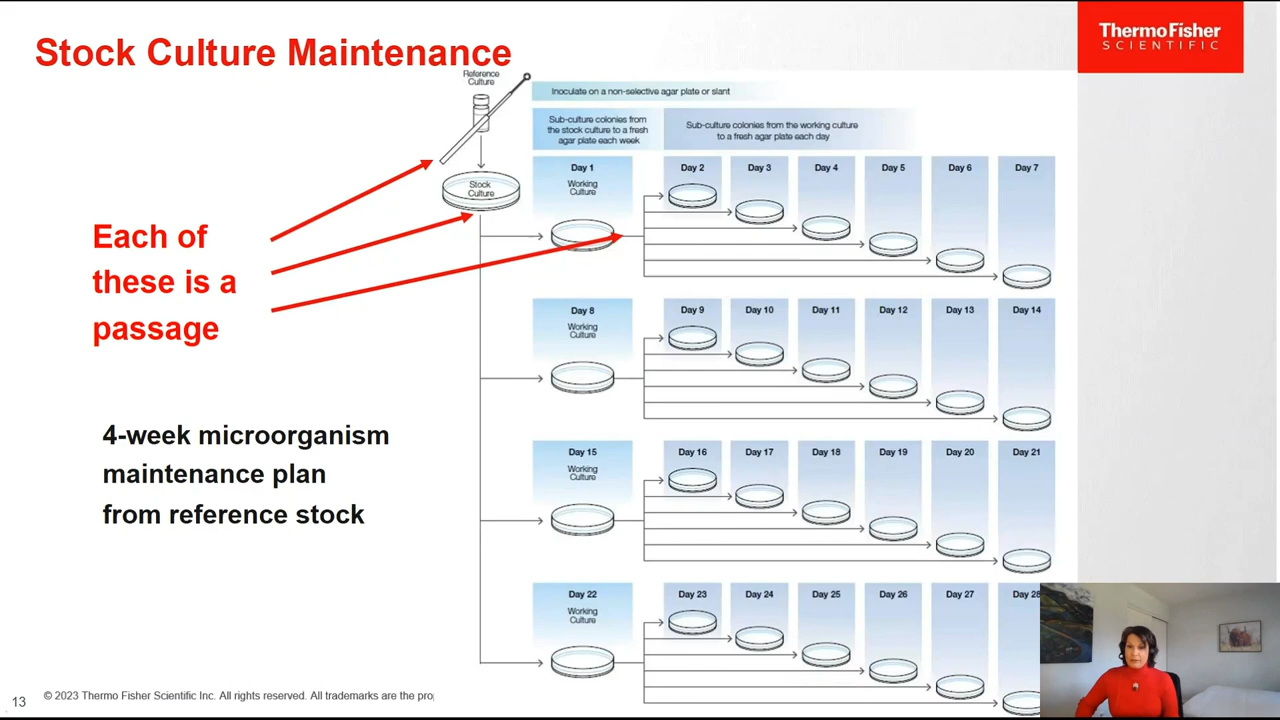 Stock Culture Maintenance
ThermoFisher
SCIENTIFIC
Reference
Culture
Inoculate on a non-selective agar plate or slant
Sub-culture colonies from
the stock culture to a fresh
agar plate each week
Sub-culture colonies from the working culture
to a fresh agar plate each day
Stock
Culture
Day 1
Working
Culture
Day 2
Day 3
Day 4
Day 5
Day 6
Day 7
Each of
these is a
passage
Day 8
Working
Culture
Day 9
Day 10
Day 11
Day 12
Day 13
Day 14
4-week microorganism
maintenance plan
from reference stock
Day 15
Working
Culture
Day 16
Day 17
Day 18
Day 19
Day 20
Day 21
Day 22
Working
Culture
Day 23
Day 24
Day 25
Day 26
Day 27
Day
13
© 2023 Thermo Fisher Scientific Inc. All rights reserved. All trademarks are the